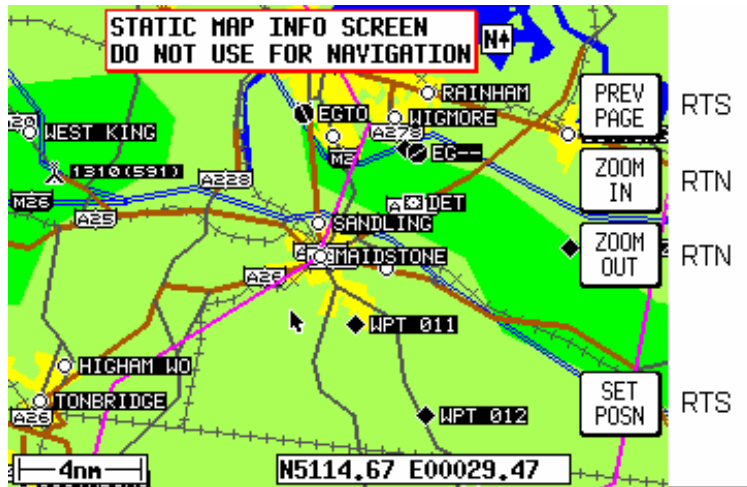 STATIC MAP INFO SCREEN
DO NOT USE FOR NAVIGATION
N
RAINHAM
PREV
PAGE
RTS
EGTO
WIGMORE
A278
WEST KING
M2
EG--
1310(591)
A228
ZOOM
IN
RTN
M26
DET
A25
SANDLING
ZOOM
OUT
RTN
MAIDSTONE
A26
WPT 011
HIGHAM WO
TONBRIDGE
SET
POSN
RTS
A26
WPT 012
4nm
N5114.67 E00029.47